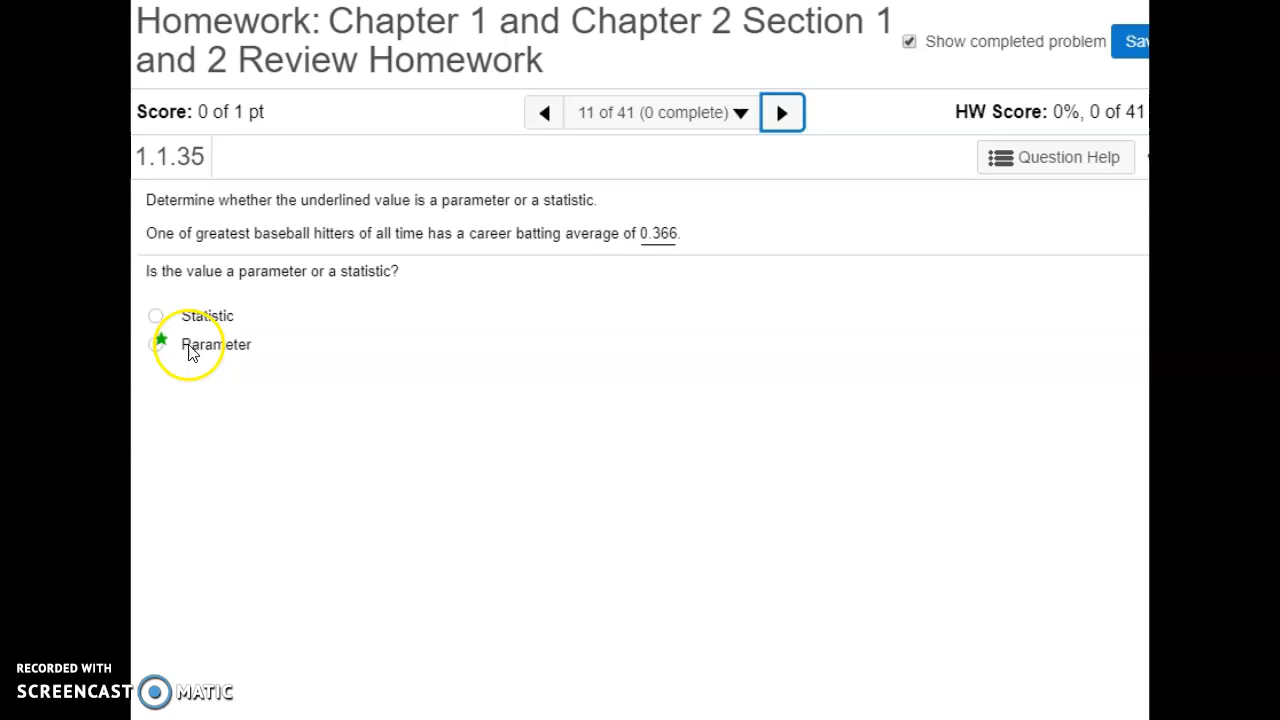 Homework: Chapter 1 and Chapter 2 Section 1
and 2 Review Homework
Show completed problem
Sav
Score: 0 of 1 pt
11 of 41 (0 complete)
HW Score: 0%, 0 of 41
1.1.35
Question Help
Determine whether the underlined value is a parameter or a statistic.
One of greatest baseball hitters of all time has a career batting average of 0.366.
Is the value a parameter or a statistic?
Statistic
Parameter
RECORDED WITH
SCREENCAST MATIC